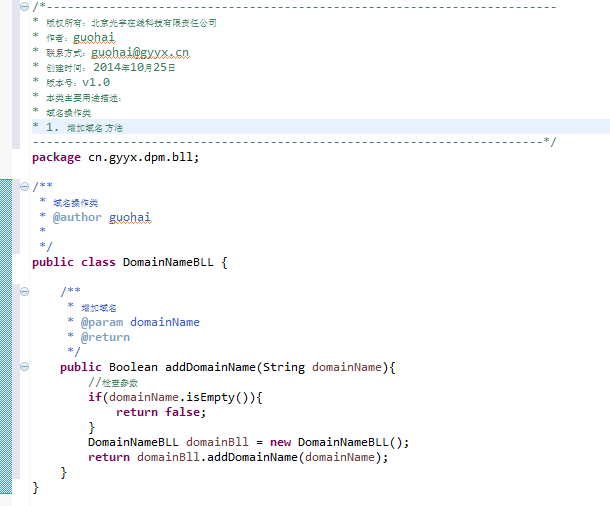 /*-------------------------------------------------------------------------
* 版权所有：北京光宇在线科技有限责任公司
* 作者：guohai
* 联系方式：guohai@gyyx.cn
* 创建时间：2014年10月25日
* 版本号：v1.0
* 本类主要用途描述：
* 域名操作类
* 1. 增加域名方法
-------------------------------------------------------------------------*/
package cn.gyyx.dpm.bll;
/**
* 域名操作类
* @author guohai
*
*/
public class DomainNameBLL {
/**
* 增加域名
* @param domainName
* @return
*/
public Boolean addDomainName(String domainName){
//检查参数
if(domainName.isEmpty()){
return false;
}
DomainNameBLL domainBll = new DomainNameBLL();
return domainBll.addDomainName(domainName);
}
}